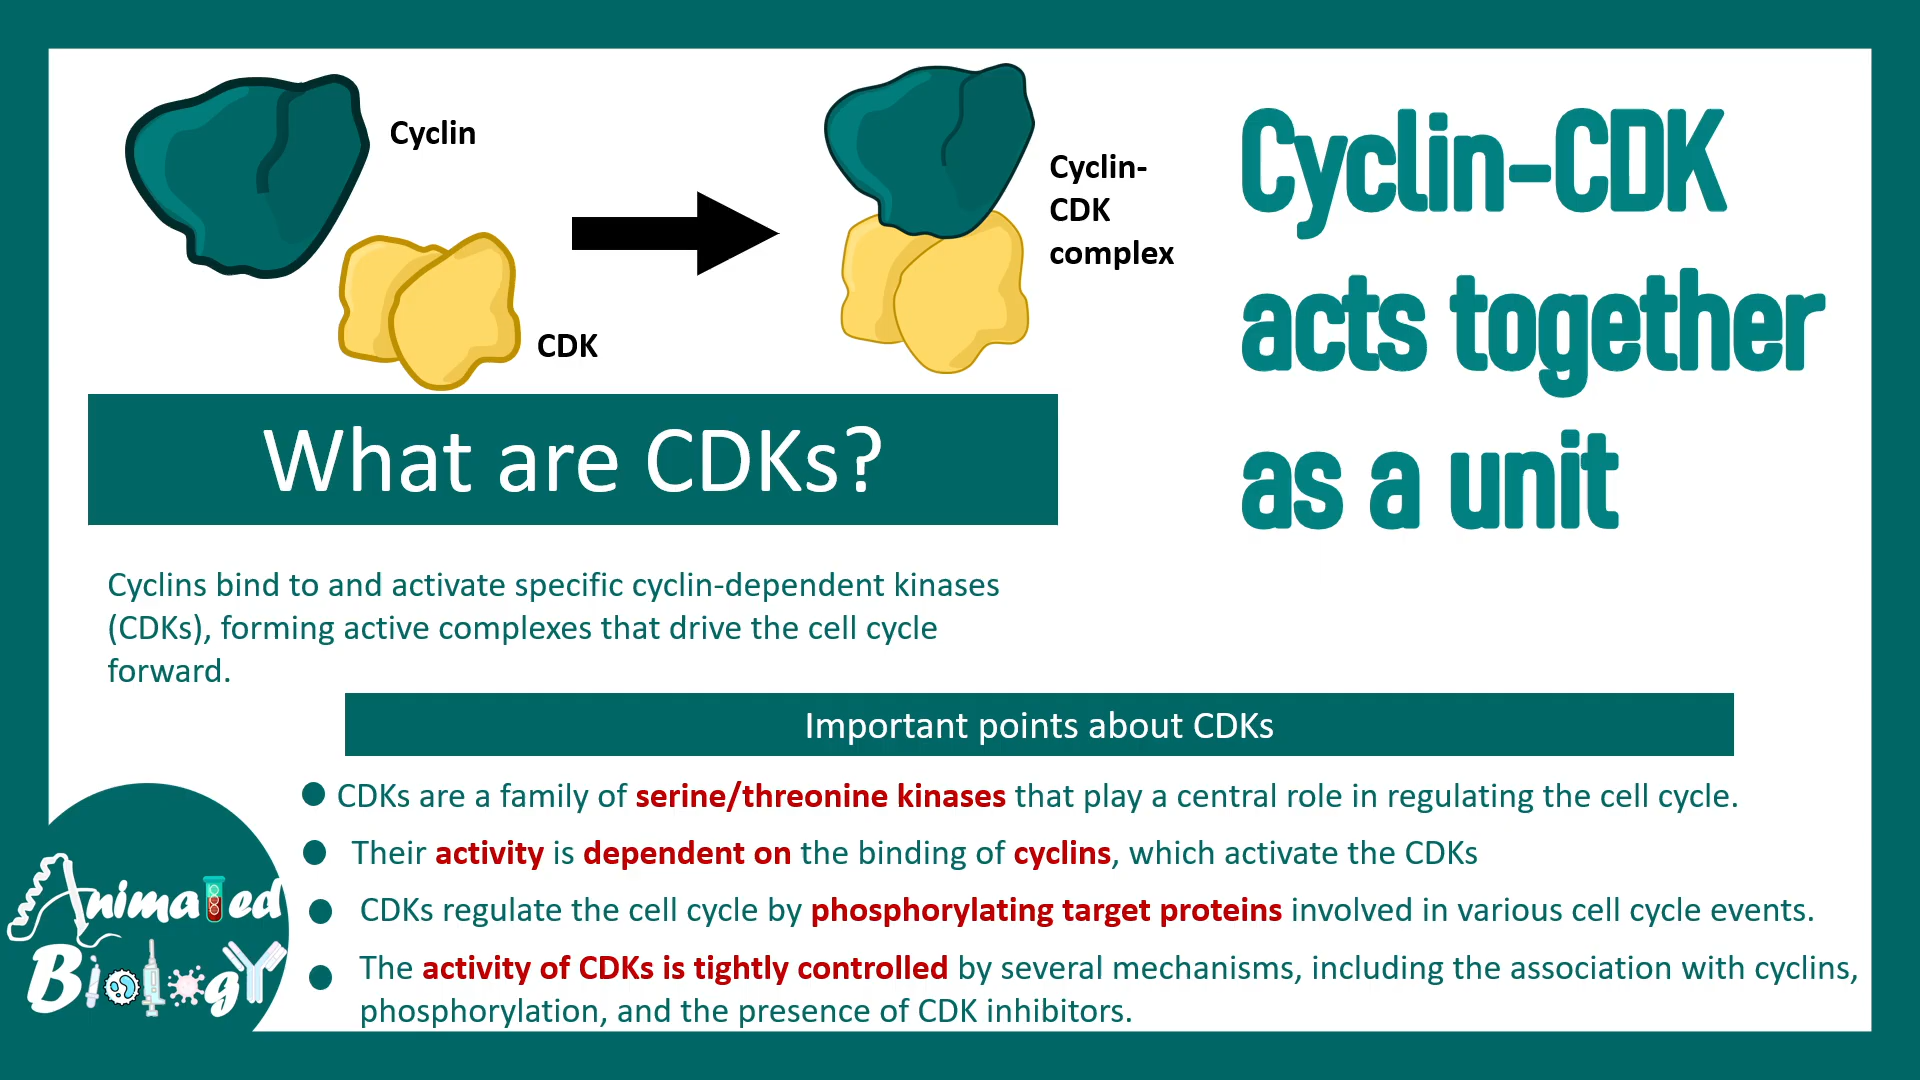 Cyclin
CDK
Cyclin-
CDK
complex
Cyclin-CDK
acts together
as a unit
What are CDKs?
Cyclins bind to and activate specific cyclin-dependent kinases
(CDKs), forming active complexes that drive the cell cycle
forward.
Important points about CDKs
CDKs are a family of serine/threonine kinases that play a central role in regulating the cell cycle.
Their activity is dependent on the binding of cyclins, which activate the CDKs
CDKs regulate the cell cycle by phosphorylating target proteins involved in various cell cycle events.
The activity of CDKs is tightly controlled by several mechanisms, including the association with cyclins,
phosphorylation, and the presence of CDK inhibitors.
Animated
Biology